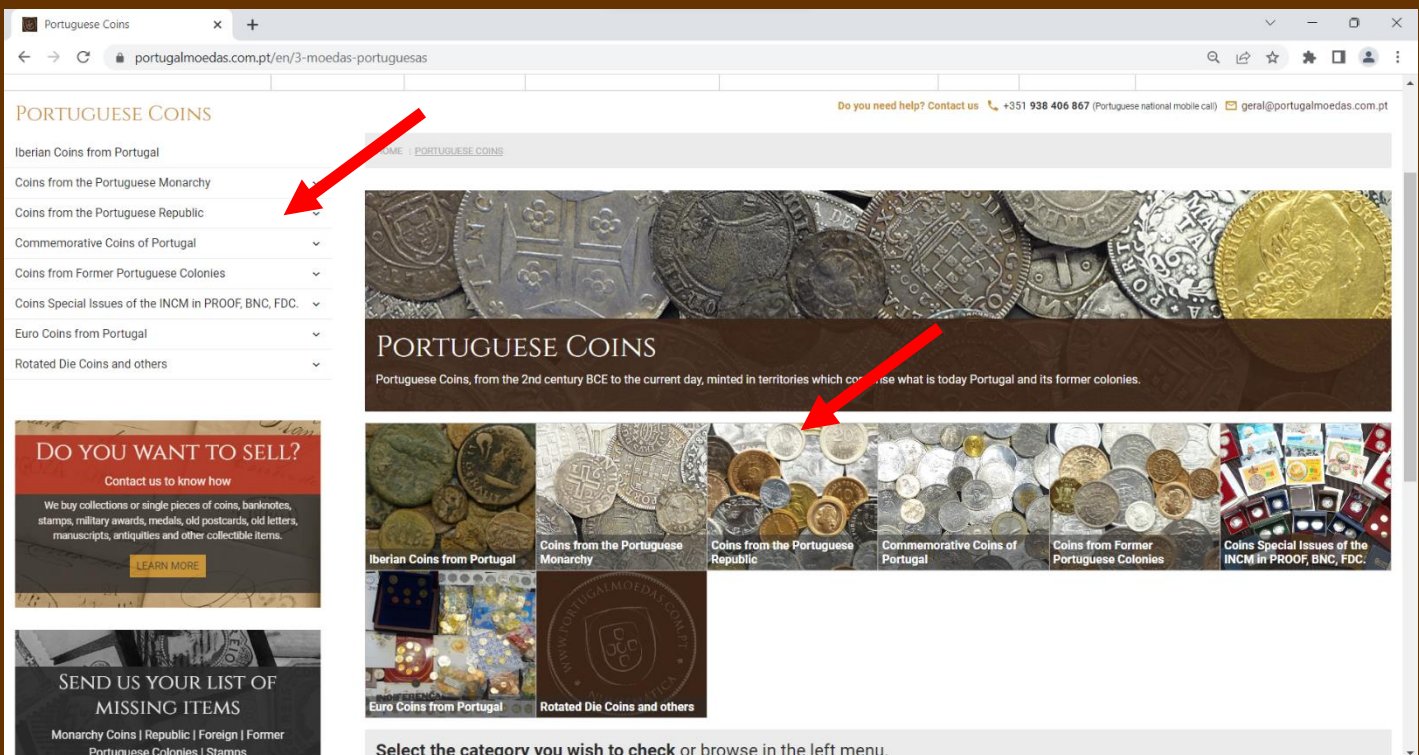 Portuguese Coins
portugalmoedas.com.pt/en/3-moedas-portuguesas
PORTUGUESE COINS
Iberian Coins from Portugal
Coins from the Portuguese Monarchy
Coins from the Portuguese Republic
Commemorative Coins of Portugal
Coins from Former Portuguese Colonies
Coins Special Issues of the INCM in PROOF, BNC, FDC.
Euro Coins from Portugal
Rotated Die Coins and others
DO YOU WANT TO SELL?
Contact us to know how
We buy collections or single pieces of coins, banknotes,
stamps, military awards, medals, old postcards, old letters,
manuscripts, antiquities and other collectible items.
LEARN MORE
SEND US YOUR LIST OF
MISSING ITEMS
Monarchy Coins | Republic | Foreign | Former
Portuguese Colonies | Stamps
Do you need help? Contact us +351 938 406 867 (Portuguese national mobile call) geral@portugalmoedas.com.pt
HOME | PORTUGUESE COINS
PORTUGUESE COINS
Portuguese Coins, from the 2nd century BCE to the current day, minted in territories which comprise what is today Portugal and its former colonies.
Iberian Coins from Portugal
Coins from the Portuguese
Monarchy
Coins from the Portuguese
Republic
Commemorative Coins of
Portugal
Coins from Former
Portuguese Colonies
Coins Special Issues of the
INCM in PROOF, BNC, FDC.
Euro Coins from Portugal
WWW.PORTUGALMOEDAS.COM.PT
NUMISMÁTICA
Rotated Die Coins and others
Select the category you wish to check or browse in the left menu.